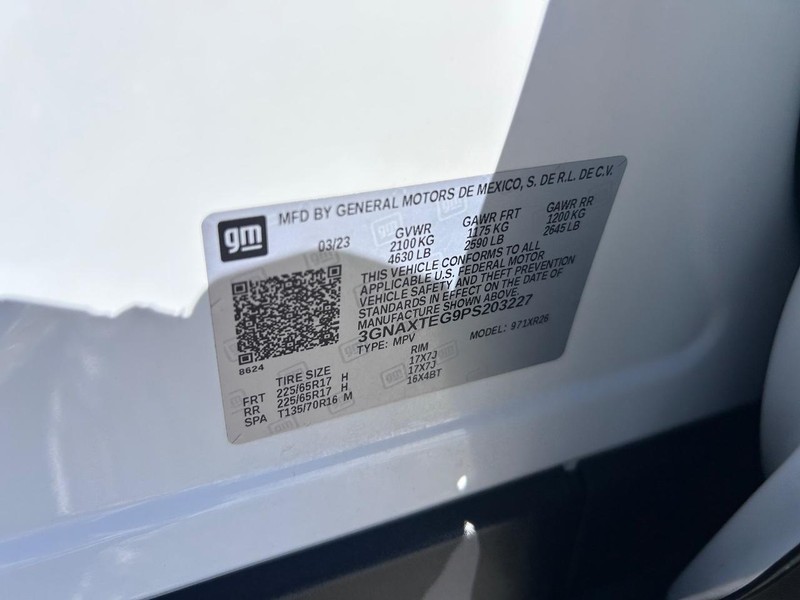 gm MFD BY GENERAL MOTORS DE MEXICO, S. DE R.L. DE C.V.
03/23 GVWR GAWR FRT GAWR RR
2100 KG 1175 KG 1200 KG
4630 LB 2590 LB 2645 LB
THIS VEHICLE CONFORMS TO ALL
APPLICABLE U.S. FEDERAL MOTOR
VEHICLE SAFETY AND THEFT PREVENTION
STANDARDS IN EFFECT ON THE DATE OF
MANUFACTURE SHOWN ABOVE.
3GNAXTEG9PS203227
TYPE: MPV MODEL: 971XR26
8624
TIRE SIZE RIM
FRT 225/65R17 H 17X7J
RR 225/65R17 H 17X7J
SPA T135/70R16 M 16X4BT